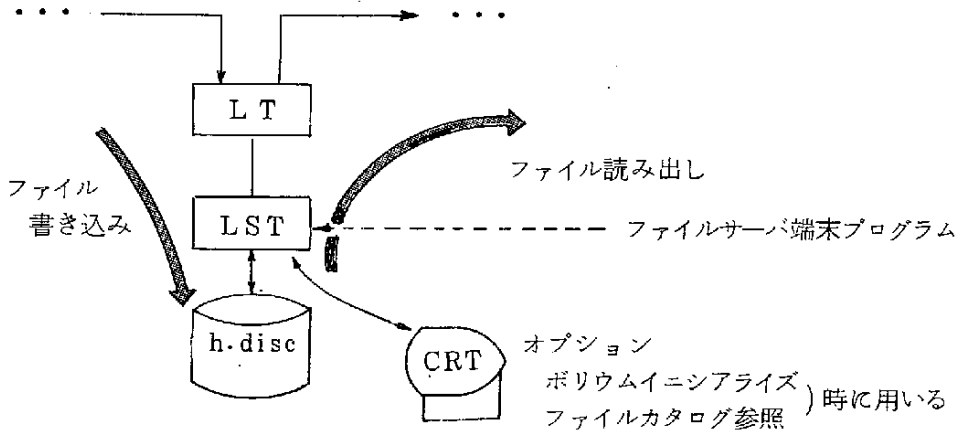 ・・・ ・・・
LT
ファイル読み出し
ファイル
書き込み
LST
ファイルサーバ端末プログラム
h.disc
CRT
オプション
ボリウムイニシアライズ
ファイルカタログ参照
)時に用いる